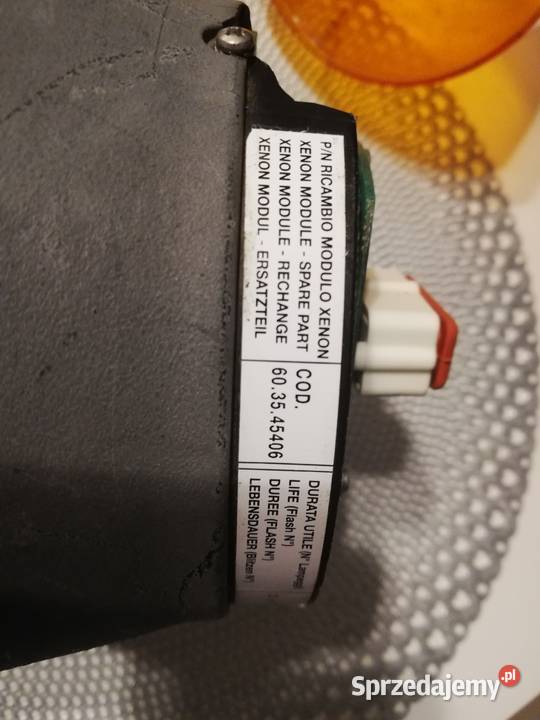 P/N RICAMBIO MODULO XENON
XENON MODULE - SPARE PART
XENON MODULE - RECHANGE
XENON MODUL - ERSATZTEIL
COD.
60.35.45406
DURATA UTILE (N° Lampeggi)
LIFE (Flash N°)
DUREE (FLASH N°)
LEBENSDAUER (Blitzen N°)
Sprzedajemy.pl